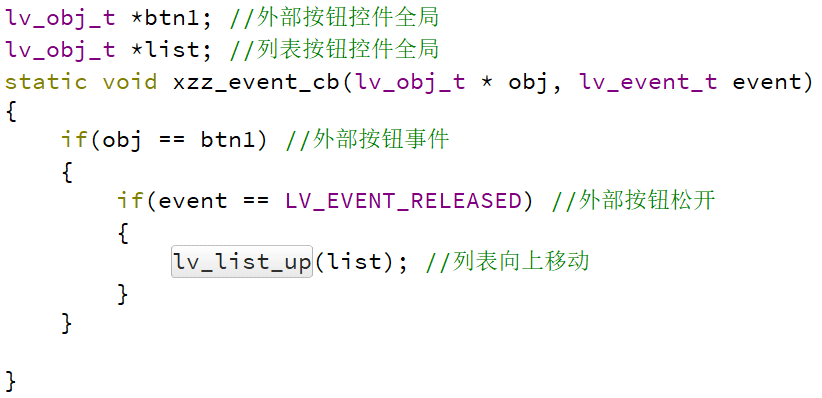 lv_obj_t *btn1; //外部按钮控件全局
lv_obj_t *list; //列表按钮控件全局
static void xzz_event_cb(lv_obj_t * obj, lv_event_t event)
{
    if(obj == btn1) //外部按钮事件
    {
        if(event == LV_EVENT_RELEASED) //外部按钮松开
        {
            lv_list_up(list); //列表向上移动
        }
    }
}